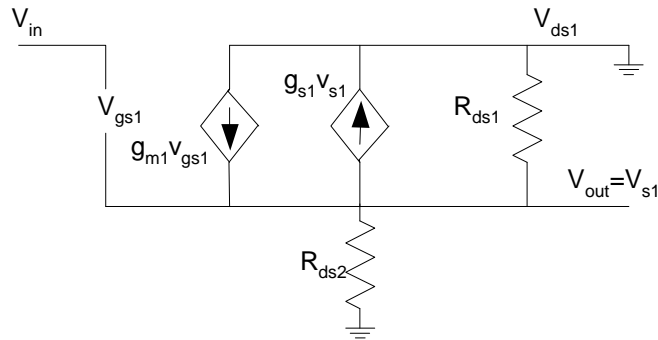 V_in
V_ds1
g_s1v_s1
V_gs1
R_ds1
g_m1v_gs1
V_out=V_s1
R_ds2